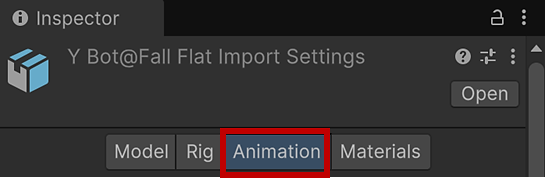 Inspector
Y Bot@Fall Flat Import Settings
Open
Model Rig Animation Materials